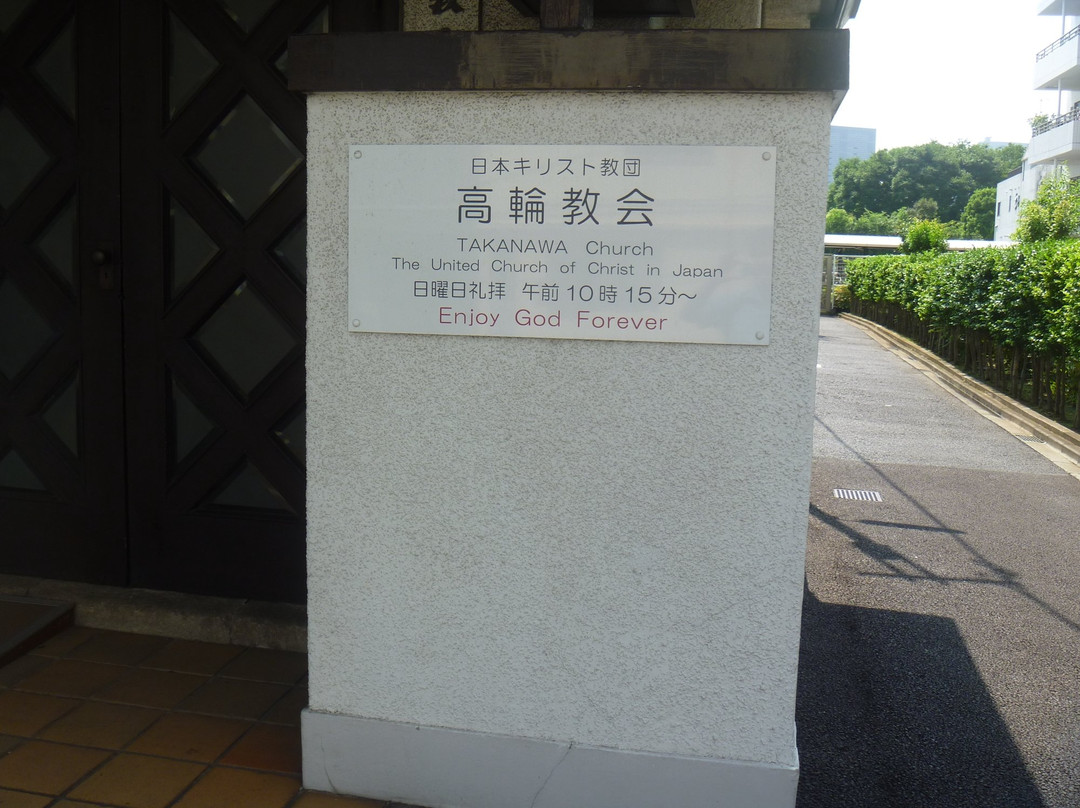 日本キリスト教団
高輪教会
TAKANAWA Church
The United Church of Christ in Japan
日曜日礼拝 午前10時15分～
Enjoy God Forever